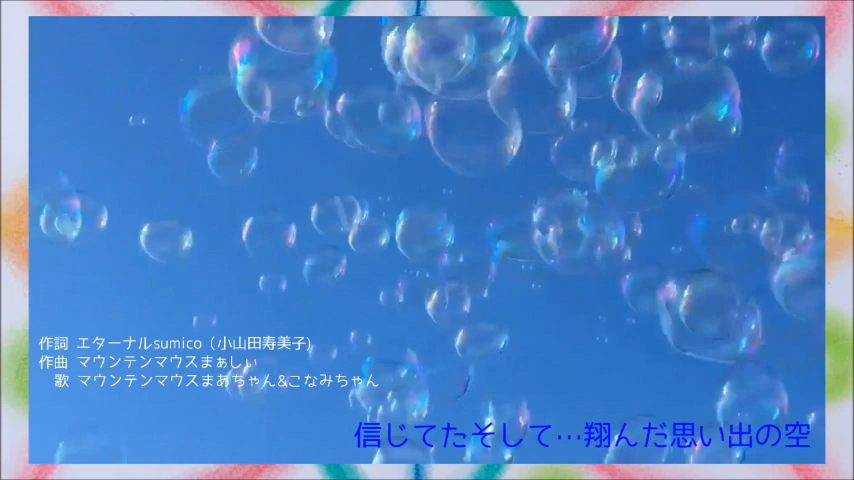 作詞 エターナルsumico（小山田寿美子)
作曲 マウンテンマウスまぁしぃ
歌 マウンテンマウスまあちゃん&こなみちゃん
信じてたそして…翔んだ思い出の空